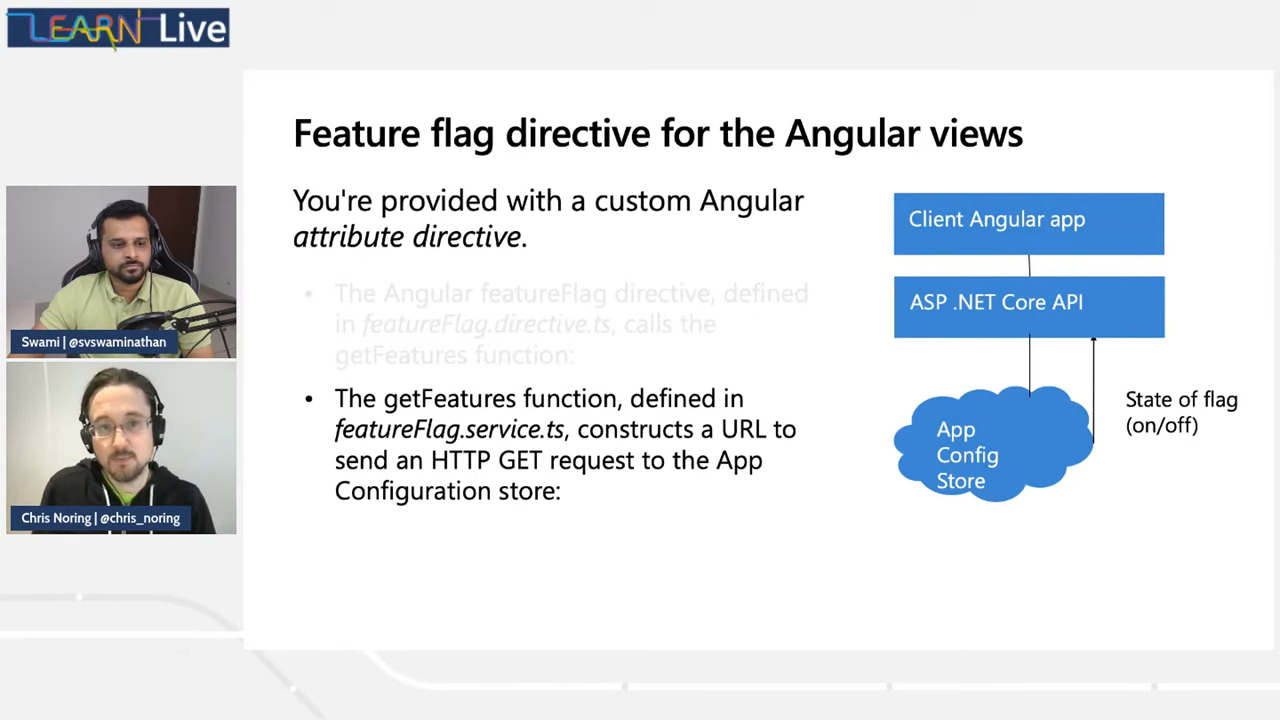 LEARN Live
Feature flag directive for the Angular views
You're provided with a custom Angular
attribute directive.
• The Angular featureFlag directive, defined
in featureFlag.directive.ts, calls the
getFeatures function:
• The getFeatures function, defined in
featureFlag.service.ts, constructs a URL to
send an HTTP GET request to the App
Configuration store:
Client Angular app
ASP .NET Core API
App
Config
Store
State of flag
(on/off)
Swami | @svswaminathan
Chris Noring | @chris_noring